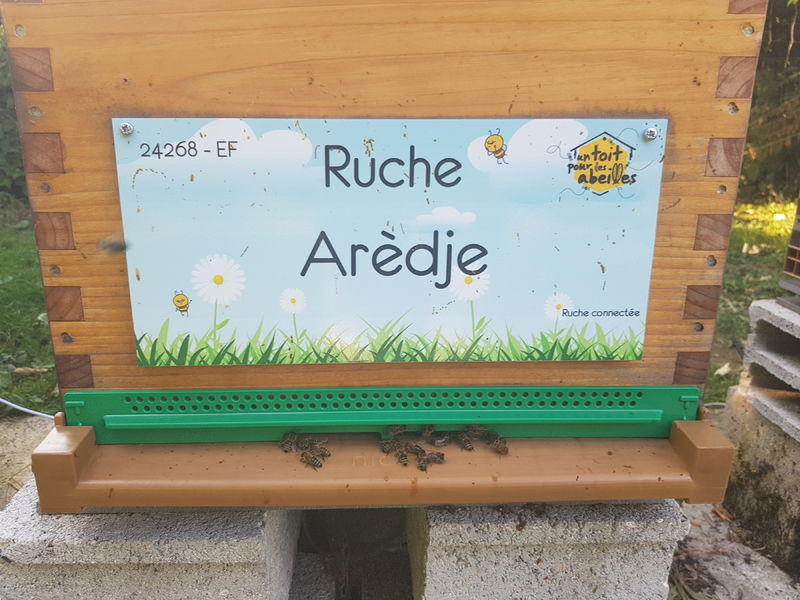 24268 - EF
Ruche
un toit
pour les
abeilles
Arèdje
Ruche connectée